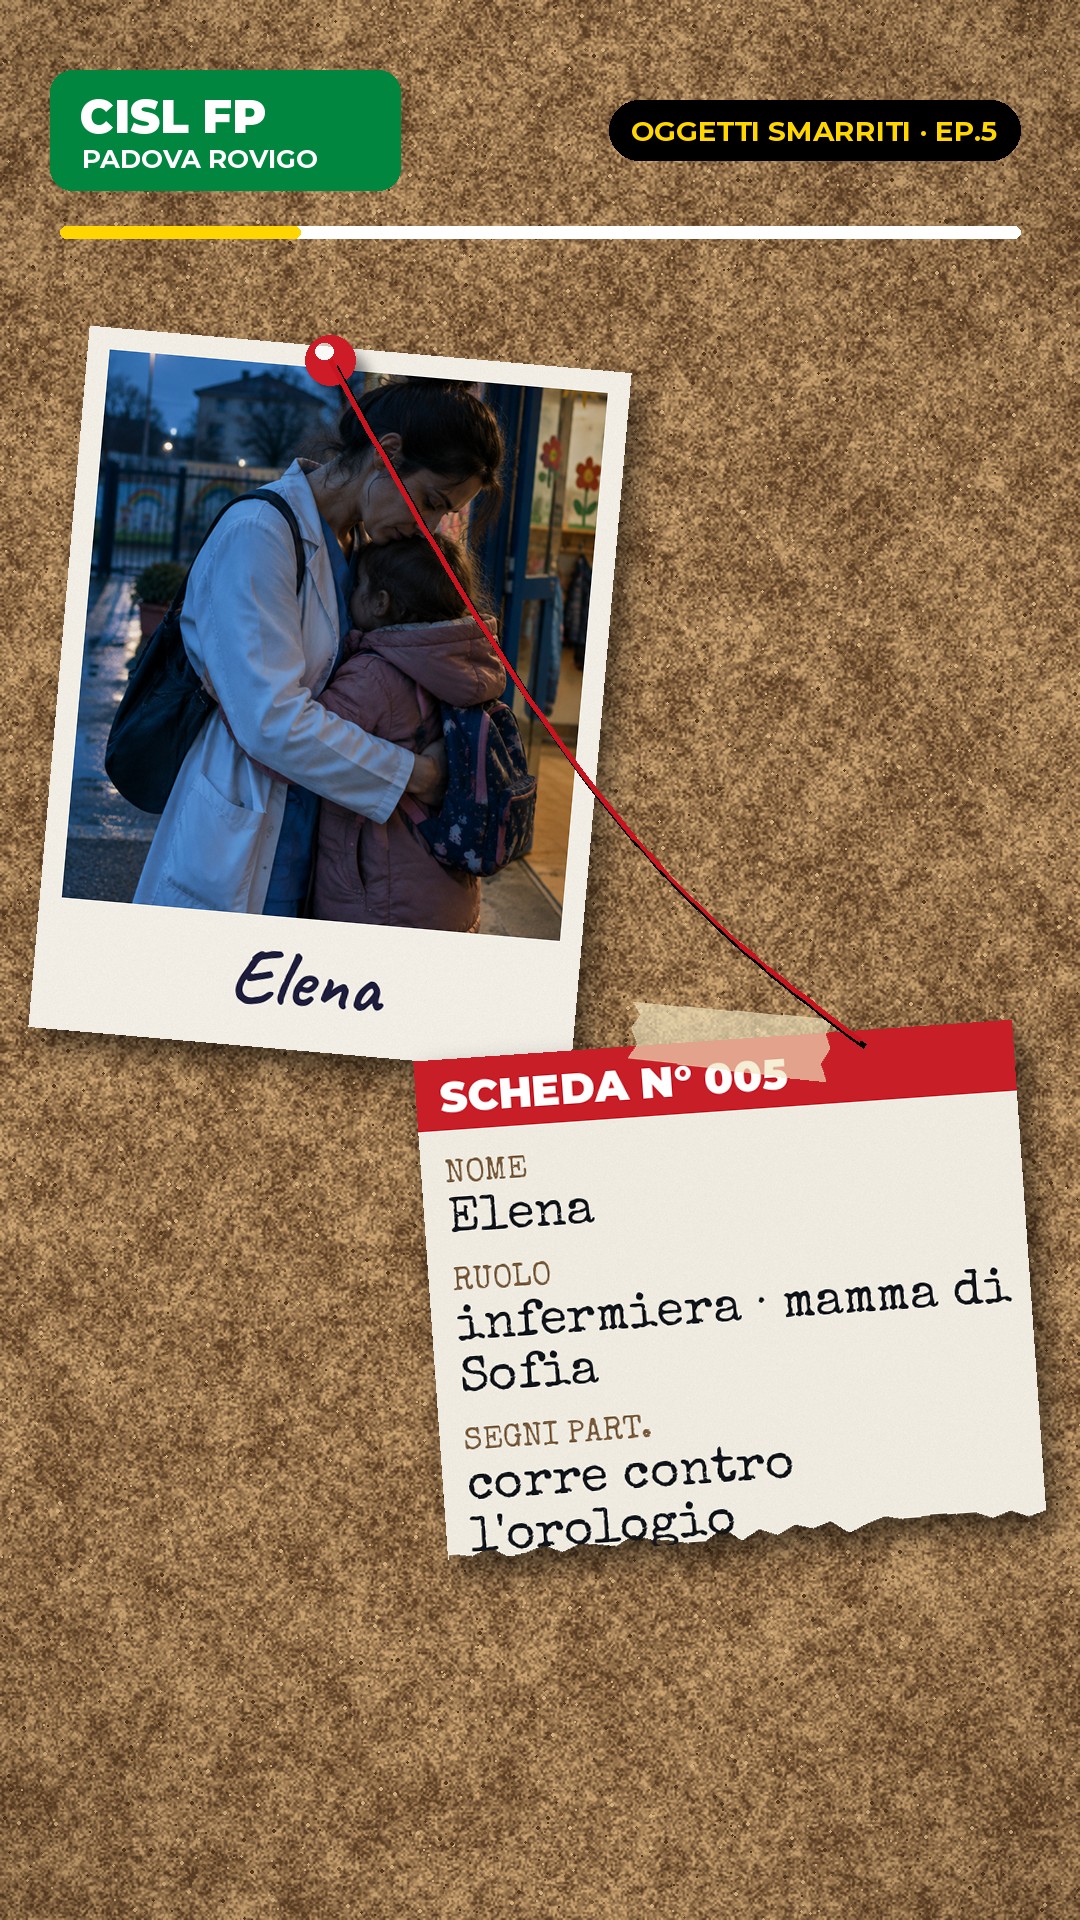 CISL FP
PADOVA ROVIGO
OGGETTI SMARRITI · EP.5
Elena
SCHEDA N° 005
NOME
Elena
RUOLO
infermiera · mamma di
Sofia
SEGNI PART.
corre contro
l'orologio